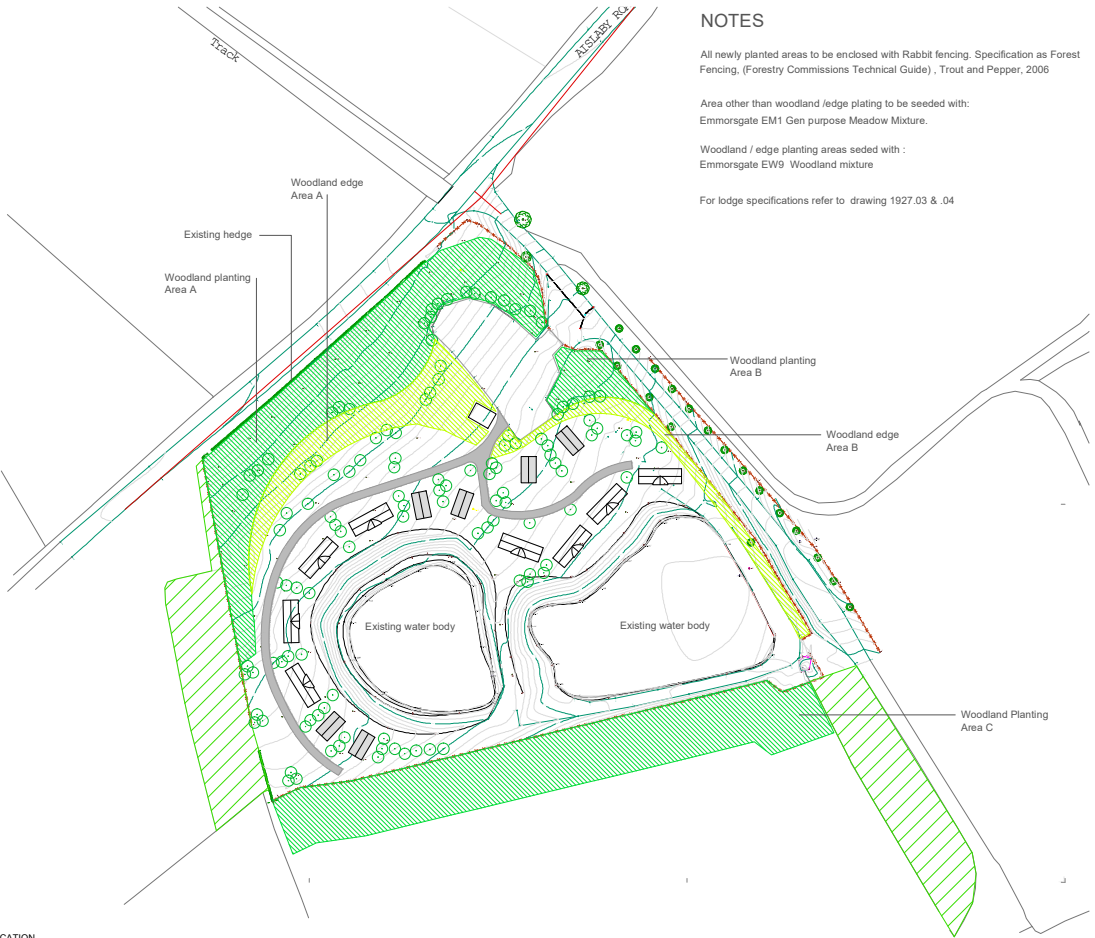 NOTES
All newly planted areas to be enclosed with Rabbit fencing. Specification as Forest
Fencing, (Forestry Commissions Technical Guide) , Trout and Pepper, 2006
Area other than woodland /edge plating to be seeded with:
Emmorsgate EM1 Gen purpose Meadow Mixture.
Woodland / edge planting areas seded with :
Emmorsgate EW9 Woodland mixture
For lodge specifications refer to drawing 1927.03 & .04
Track
AISLABY
Woodland edge
Area A
Existing hedge
Woodland planting
Area A
Woodland planting
Area B
Woodland edge
Area B
Existing water body
Existing water body
Woodland Planting
Area C